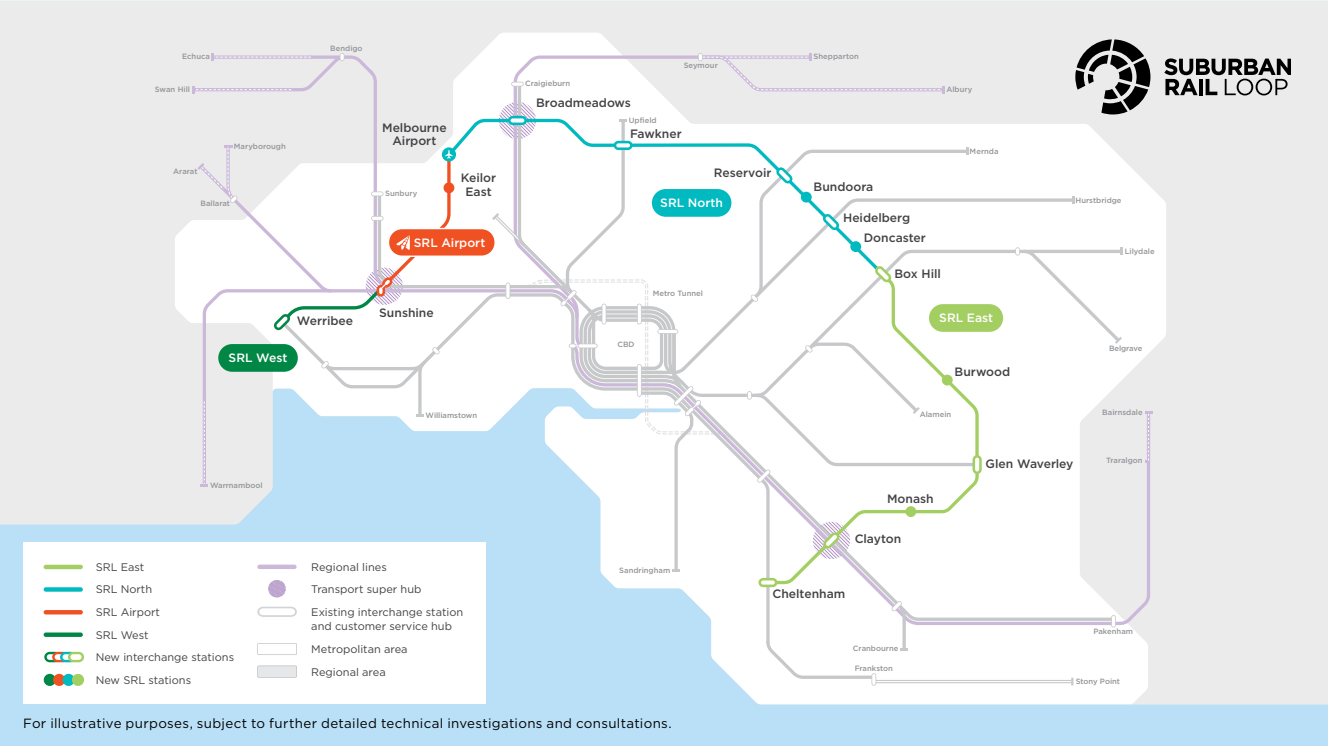 SUBURBAN
RAIL LOOP
Echuca
Bendigo
Swan Hill
Craigieburn
Seymour
Shepparton
Albury
Broadmeadows
Melbourne
Airport
Upfield
Fawkner
Maryborough
Ararat
Ballarat
Sunbury
Keilor
East
SRL North
Reservoir
Mernda
Bundoora
Hurstbridge
Heidelberg
Doncaster
SRL Airport
Lilydale
Box Hill
Metro Tunnel
Sunshine
Werribee
SRL East
CBD
SRL West
Belgrave
Burwood
Williamstown
Alamein
Bairnsdale
Traralgon
Glen Waverley
Warrnambool
Monash
Clayton
Sandringham
Cheltenham
Pakenham
Cranbourne
Frankston
Stony Point
SRL East
SRL North
SRL Airport
SRL West
New interchange stations
New SRL stations
Regional lines
Transport super hub
Existing interchange station
and customer service hub
Metropolitan area
Regional area
For illustrative purposes, subject to further detailed technical investigations and consultations.